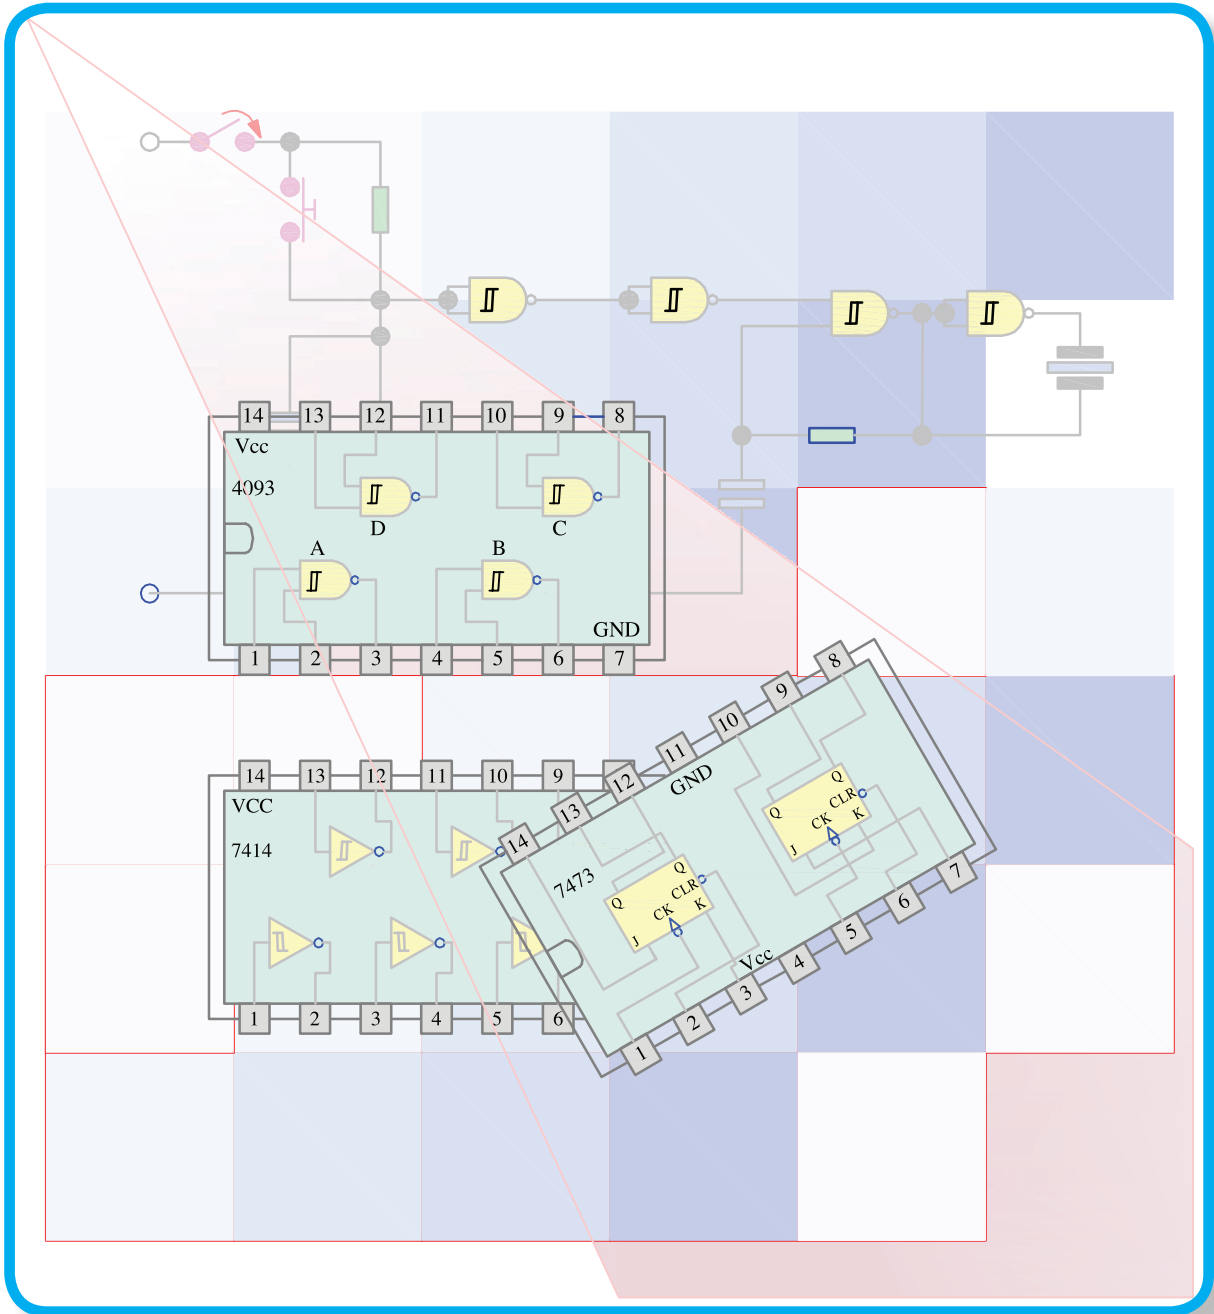 14 13 12 11 10 9 8
Vcc
4093
D C
A B
GND
1 2 3 4 5 6 7
14 13 12 11 10 9
VCC
7414
1 2 3 4 5 6
14 13 12 11 10 9 8
GND
7473
Q Q CLR CK J K
Q Q CLR CK J K
Vcc
1 2 3 4 5 6 7